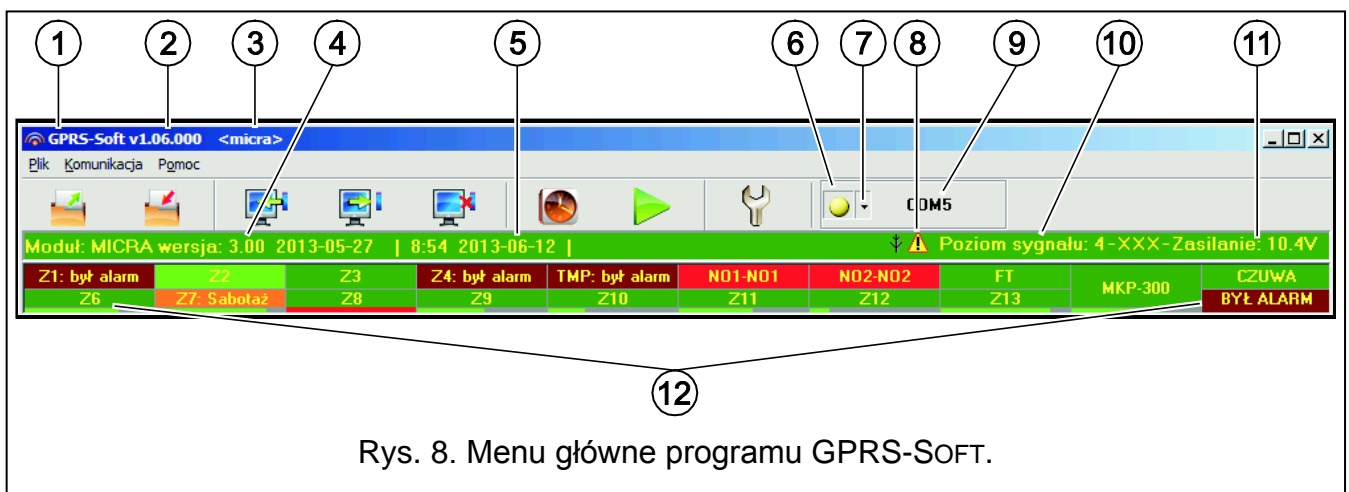 1 2 3 4 5 6 7 8 9 10 11
GPRS-Soft v1.06.000 <micra>
Plik Komunikacja Pomoc
COM5
Moduł: MICRA wersja: 3.00 2013-05-27 | 8:54 2013-06-12 | Poziom sygnału: 4-XXX-Zasilanie: 10.4V
Z1: był alarm Z2 Z3 Z4: był alarm TMP: był alarm NO1-NO1 NO2-NO2 FT MKP-300 CZUWA
Z6 Z7: Sabotaż Z8 Z9 Z10 Z11 Z12 Z13 BYŁ ALARM
12
Rys. 8. Menu główne programu GPRS-SOFT.